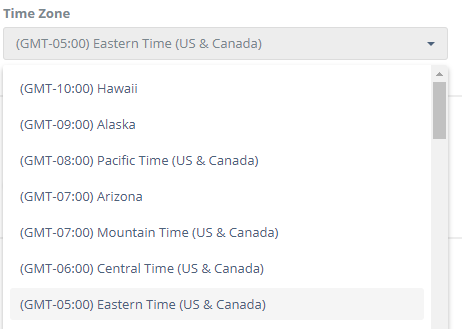 Time Zone
(GMT-05:00) Eastern Time (US & Canada)
(GMT-10:00) Hawaii
(GMT-09:00) Alaska
(GMT-08:00) Pacific Time (US & Canada)
(GMT-07:00) Arizona
(GMT-07:00) Mountain Time (US & Canada)
(GMT-06:00) Central Time (US & Canada)
(GMT-05:00) Eastern Time (US & Canada)